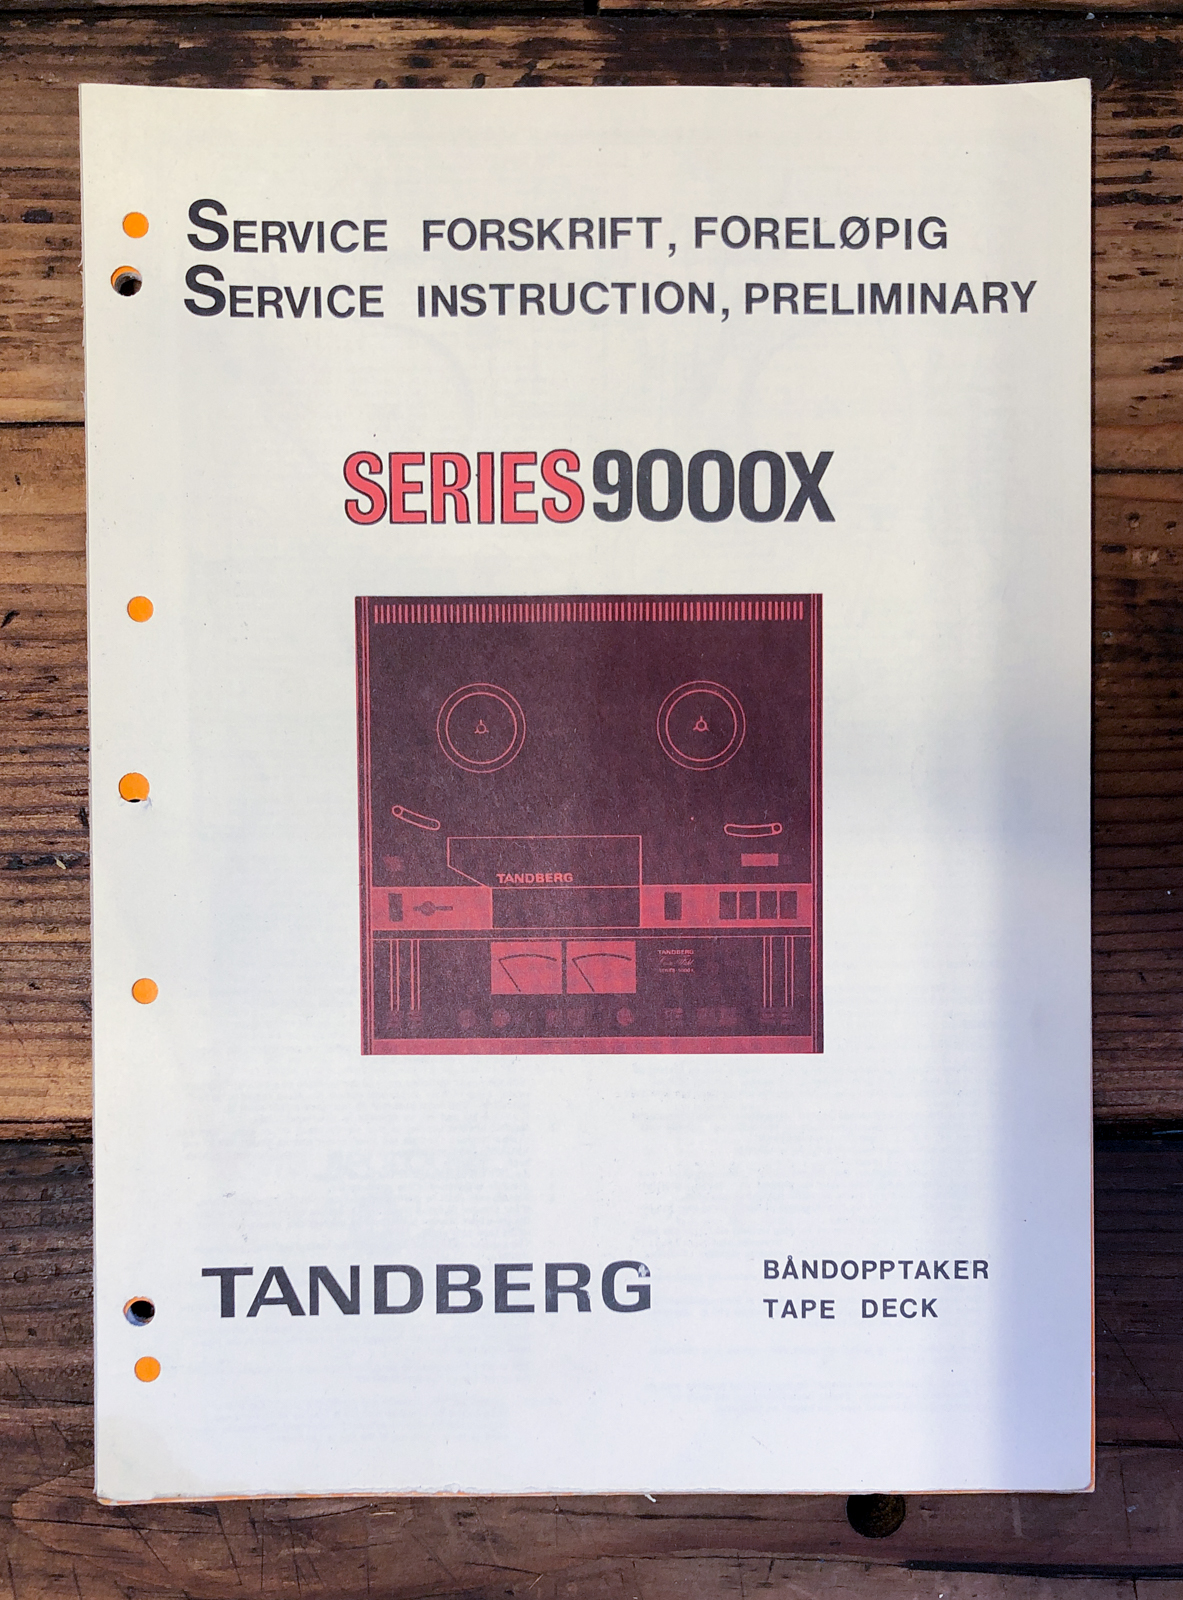 SERVICE FORSKRIFT, FORELØPIG
SERVICE INSTRUCTION, PRELIMINARY
SERIES 9000X
TANDBERG
TANDBERG
TANDBERG
BÅNDOPPTAKER
TAPE DECK